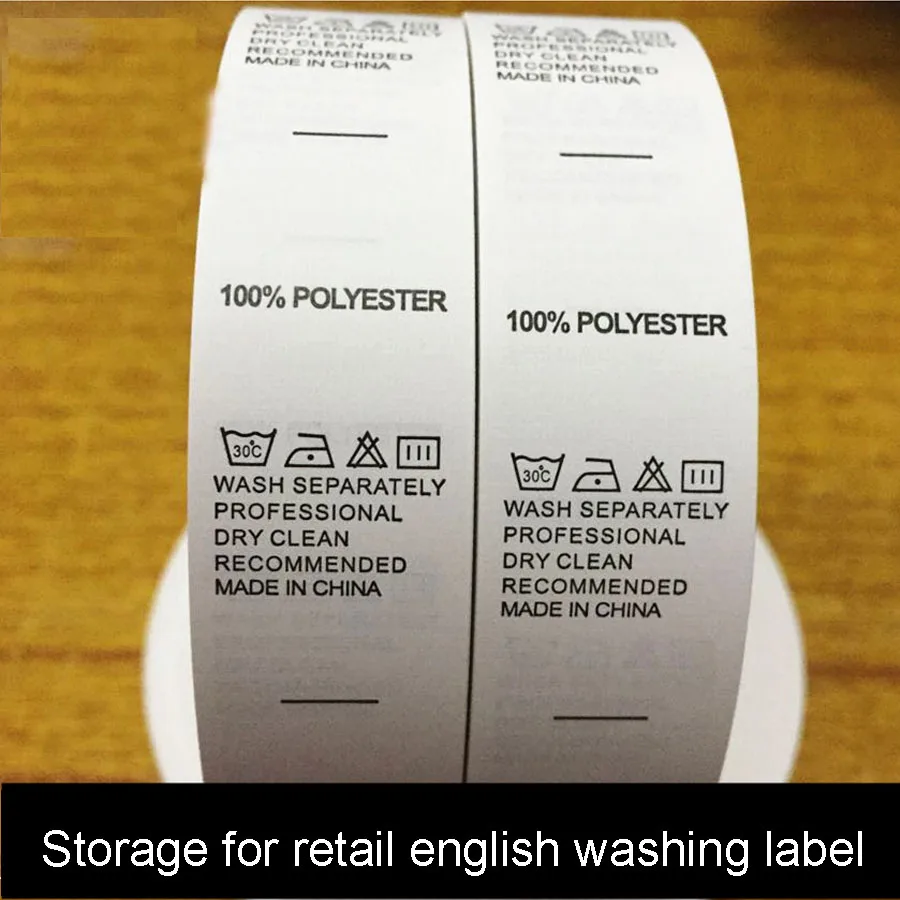 WASH SEPARATELY
PROFESSIONAL
DRY CLEAN
RECOMMENDED
MADE IN CHINA
100% POLYESTER
30°C
WASH SEPARATELY
PROFESSIONAL
DRY CLEAN
RECOMMENDED
MADE IN CHINA
WASH SEPARATELY
PROFESSIONAL
DRY CLEAN
RECOMMENDED
MADE IN CHINA
100% POLYESTER
30°C
WASH SEPARATELY
PROFESSIONAL
DRY CLEAN
RECOMMENDED
MADE IN CHINA
Storage for retail english washing label